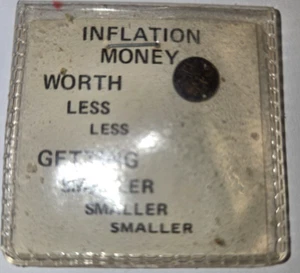 INFLATION
MONEY
WORTH
LESS
LESS
GETTING
SMALLER
SMALLER
SMALLER